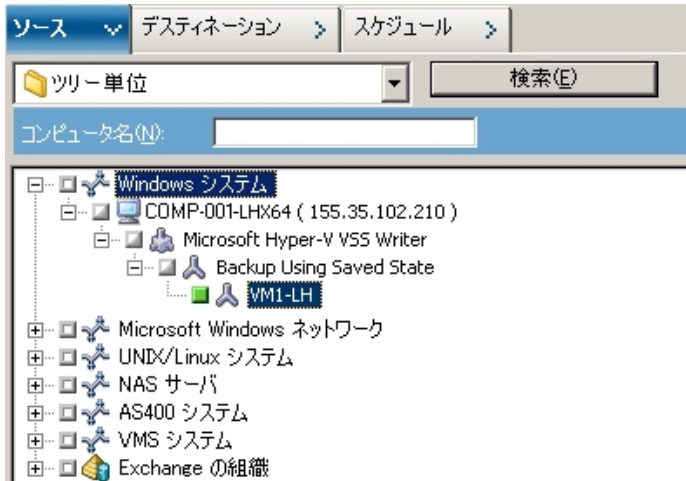 ソース デスティネーション スケジュール
ツリー単位 検索(E)
コンピュータ名(N):
Windows システム
COMP-001-LHX64 ( 155.35.102.210 )
Microsoft Hyper-V VSS Writer
Backup Using Saved State
VM1-LH
Microsoft Windows ネットワーク
UNIX/Linux システム
NAS サーバ
AS400 システム
VMS システム
Exchange の組織